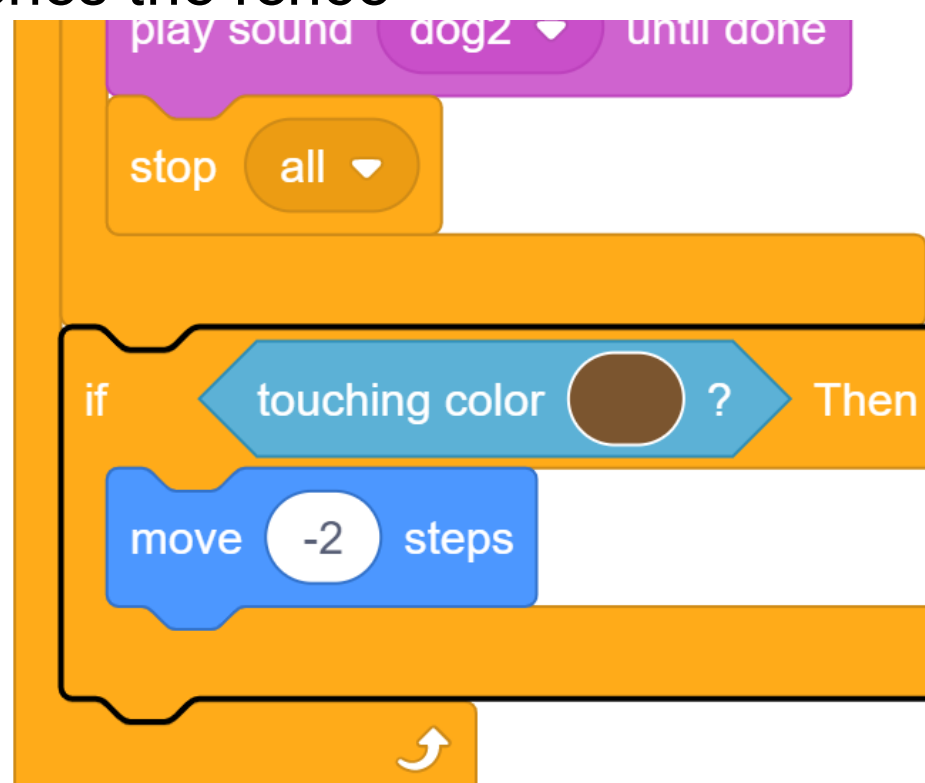 play sound dog2 until done
stop all
if touching color ? Then
move -2 steps